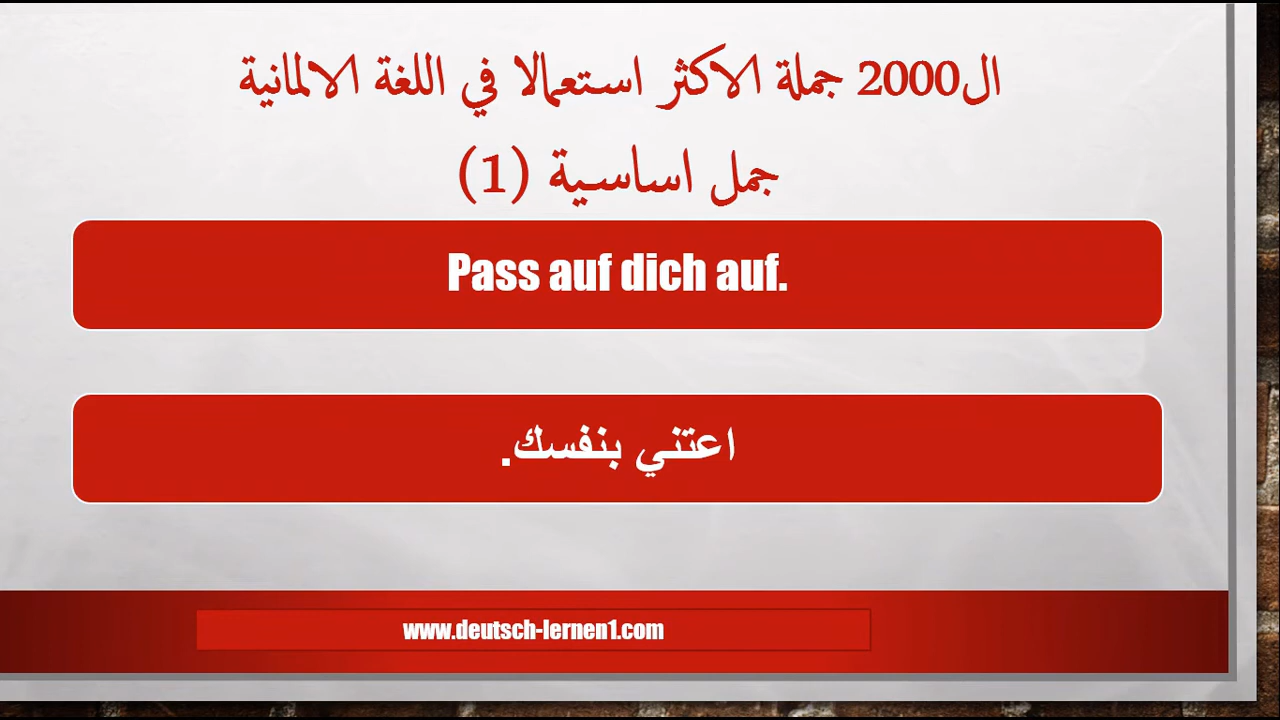 ال2000 جملة الاكثر استعمالا في اللغة الالمانية
جمل اساسية (1)
Pass auf dich auf.
اعتني بنفسك.
www.deutsch-lernen1.com